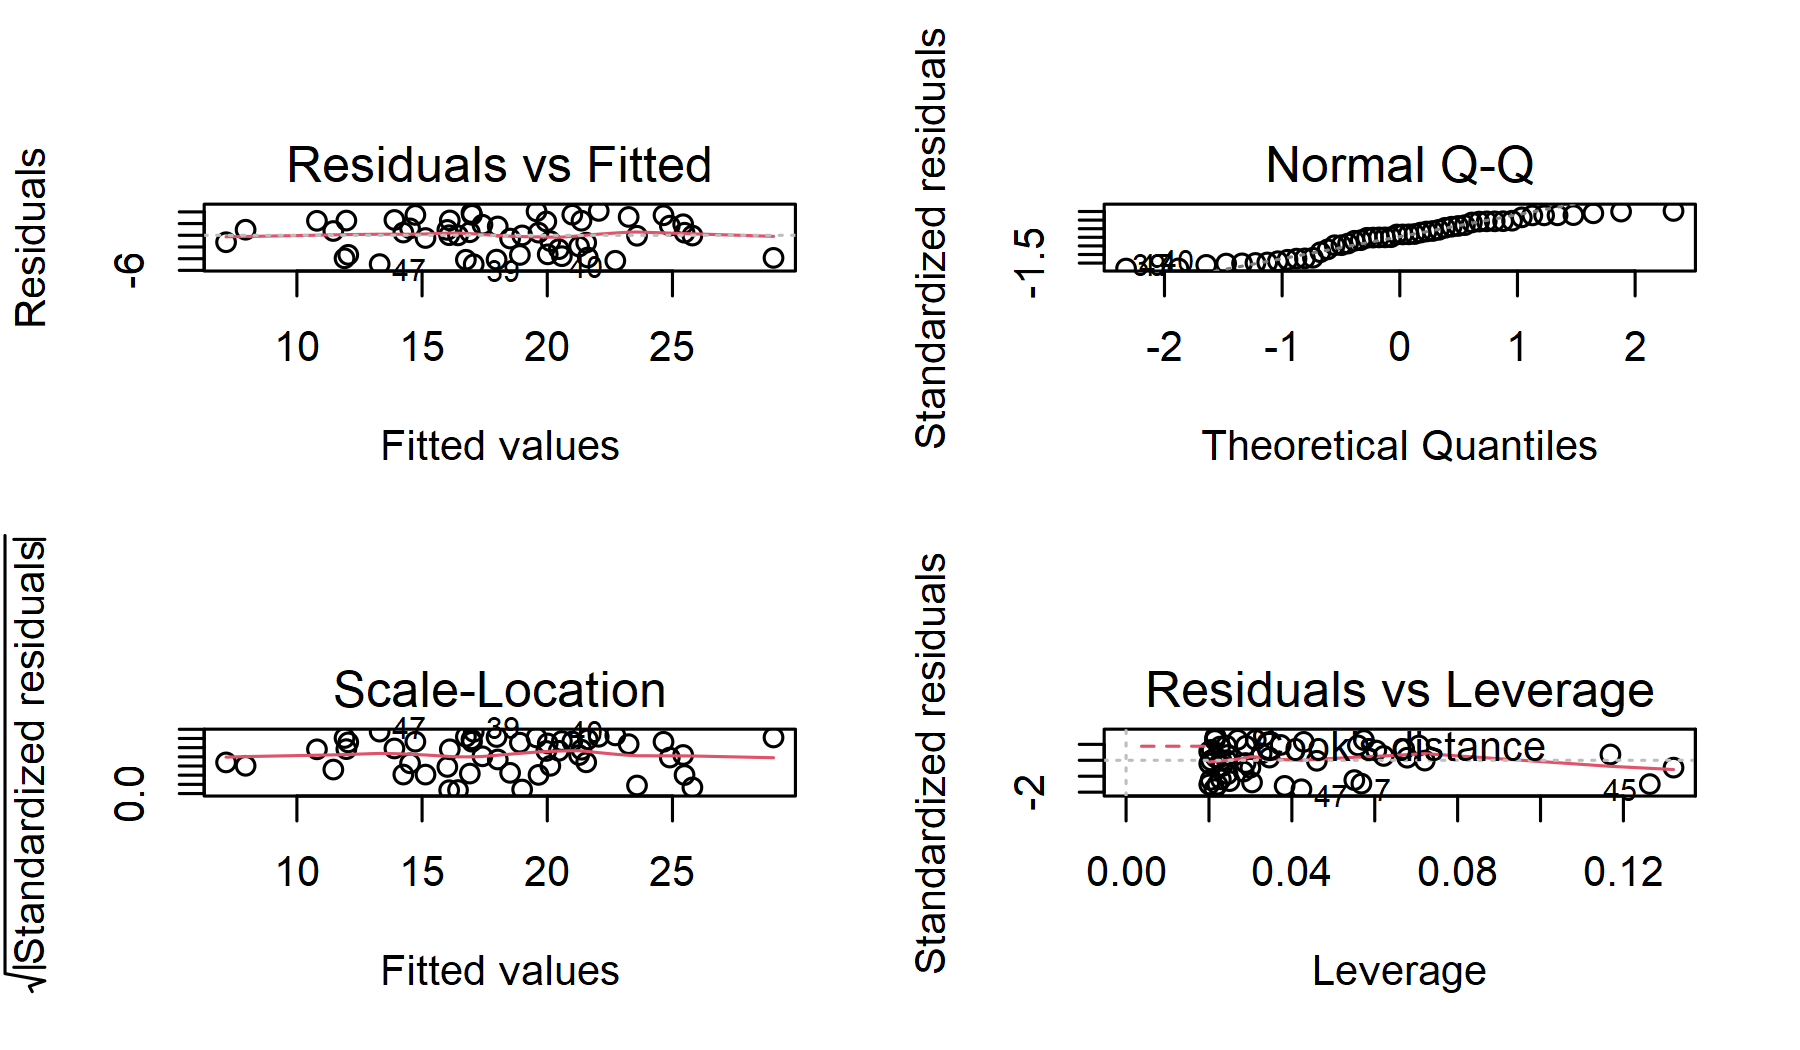 Residuals vs Fitted
Residuals
-6
47
39
40
10 15 20 25
Fitted values
Normal Q-Q
Standardized residuals
-1.5
40
-2 -1 0 1 2
Theoretical Quantiles
Scale-Location
√|Standardized residuals|
0.0
47
39
40
10 15 20 25
Fitted values
Residuals vs Leverage
Standardized residuals
-2
distance
47
7
45
0.00 0.04 0.08 0.12
Leverage